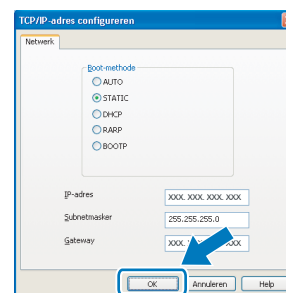 TCP/IP-adres configureren
Netwerk
Boot-methode
AUTO
STATIC
DHCP
RARP
BOOTP
IP-adres XXX. XXX. XXX. XXX
Subnetmasker 255.255.255.0
Gateway XXX. XX
OK Annuleren Help